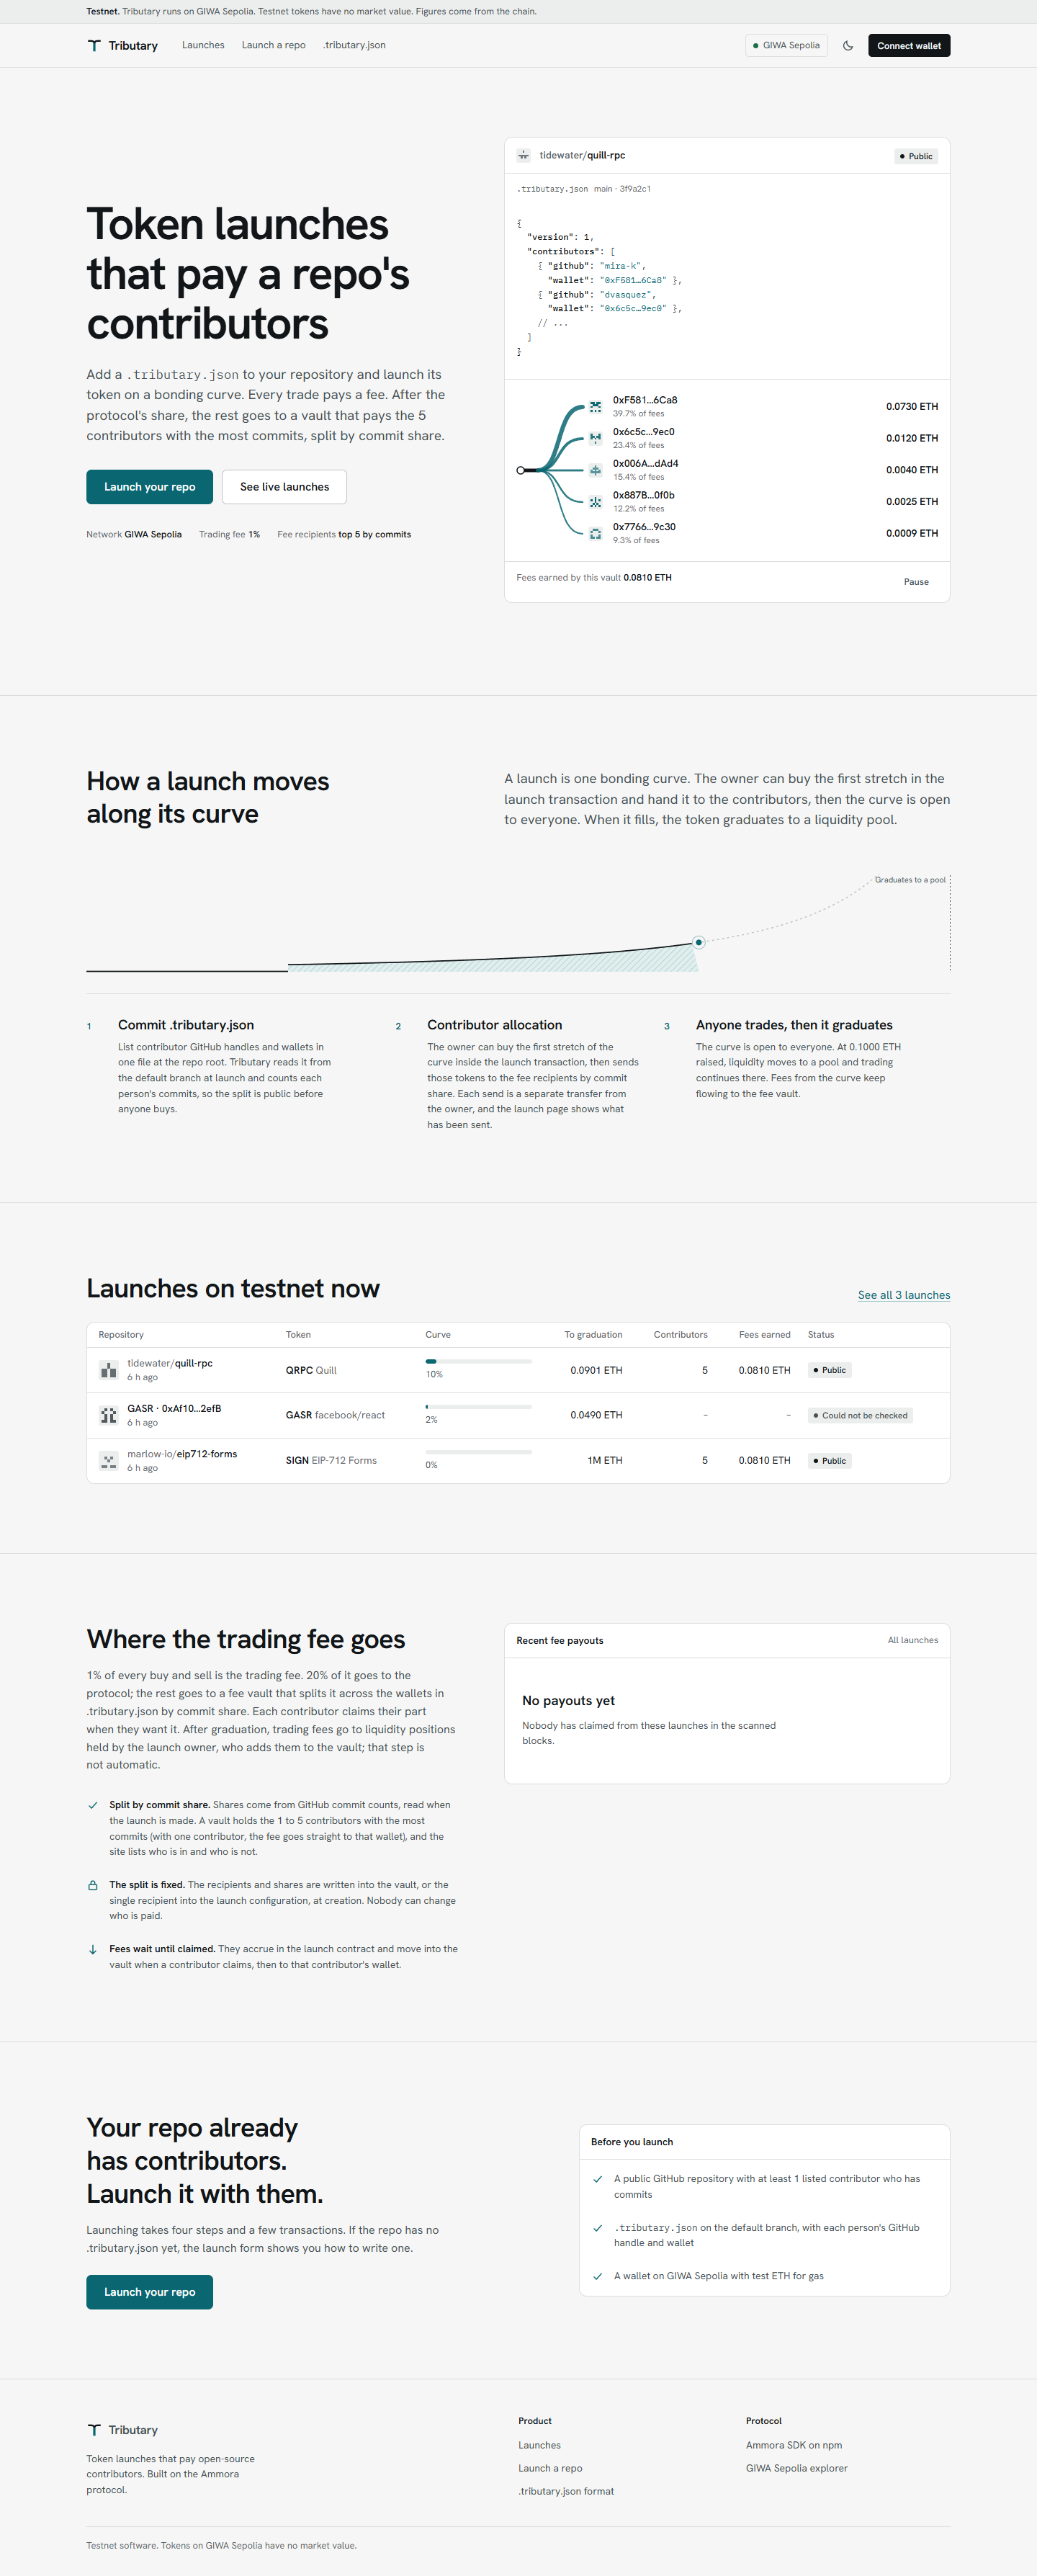 Testnet. Tributary runs on GIWA Sepolia. Testnet tokens have no market value. Figures come from the chain.
Tributary
Launches
Launch a repo
.tributary.json
GIWA Sepolia
Connect wallet
Token launches
that pay a repo's
contributors
Add a .tributary.json to your repository and launch its
token on a bonding curve. Every trade pays a fee. After the
protocol's share, the rest goes to a vault that pays the 5
contributors with the most commits, split by commit share.
Launch your repo
See live launches
Network GIWA Sepolia
Trading fee 1%
Fee recipients top 5 by commits
tidewater/quill-rpc
Public
.tributary.json main · 3f9a2c1
{
"version": 1,
"contributors": [
{ "github": "mira-k",
"wallet": "0xF581…6Ca8" },
{ "github": "dvasquez",
"wallet": "0x6c5c…9ec0" },
// ...
]
}
0xF581…6Ca8
39.7% of fees
0.0730 ETH
0x6c5c…9ec0
23.4% of fees
0.0120 ETH
0x006A…dAd4
15.4% of fees
0.0040 ETH
0x887B…0f0b
12.2% of fees
0.0025 ETH
0x7766…9c30
9.3% of fees
0.0009 ETH
Fees earned by this vault 0.0810 ETH
Pause
How a launch moves
along its curve
A launch is one bonding curve. The owner can buy the first stretch in the
launch transaction and hand it to the contributors, then the curve is open
to everyone. When it fills, the token graduates to a liquidity pool.
Graduates to a pool
1
Commit .tributary.json
List contributor GitHub handles and wallets in
one file at the repo root. Tributary reads it from
the default branch at launch and counts each
person's commits, so the split is public before
anyone buys.
2
Contributor allocation
The owner can buy the first stretch of the
curve inside the launch transaction, then sends
those tokens to the fee recipients by commit
share. Each send is a separate transfer from
the owner, and the launch page shows what
has been sent.
3
Anyone trades, then it graduates
The curve is open to everyone. At 0.1000 ETH
raised, liquidity moves to a pool and trading
continues there. Fees from the curve keep
flowing to the fee vault.
Launches on testnet now
See all 3 launches
Repository
Token
Curve
To graduation
Contributors
Fees earned
Status
tidewater/quill-rpc
6 h ago
QRPC Quill
10%
0.0901 ETH
5
0.0810 ETH
Public
GASR · 0xAf10…2efB
6 h ago
GASR facebook/react
2%
0.0490 ETH
–
–
Could not be checked
marlow-io/eip712-forms
6 h ago
SIGN EIP-712 Forms
0%
1M ETH
5
0.0810 ETH
Public
Where the trading fee goes
1% of every buy and sell is the trading fee. 20% of it goes to the
protocol; the rest goes to a fee vault that splits it across the wallets in
.tributary.json by commit share. Each contributor claims their part
when they want it. After graduation, trading fees go to liquidity positions
held by the launch owner, who adds them to the vault; that step is
not automatic.
Split by commit share. Shares come from GitHub commit counts, read when
the launch is made. A vault holds the 1 to 5 contributors with the most
commits (with one contributor, the fee goes straight to that wallet), and the
site lists who is in and who is not.
The split is fixed. The recipients and shares are written into the vault, or the
single recipient into the launch configuration, at creation. Nobody can change
who is paid.
Fees wait until claimed. They accrue in the launch contract and move into the
vault when a contributor claims, then to that contributor's wallet.
Recent fee payouts
All launches
No payouts yet
Nobody has claimed from these launches in the scanned
blocks.
Your repo already
has contributors.
Launch it with them.
Launching takes four steps and a few transactions. If the repo has no
.tributary.json yet, the launch form shows you how to write one.
Launch your repo
Before you launch
A public GitHub repository with at least 1 listed contributor who has
commits
.tributary.json on the default branch, with each person's GitHub
handle and wallet
A wallet on GIWA Sepolia with test ETH for gas
Tributary
Token launches that pay open-source
contributors. Built on the Ammora
protocol.
Product
Launches
Launch a repo
.tributary.json format
Protocol
Ammora SDK on npm
GIWA Sepolia explorer
Testnet software. Tokens on GIWA Sepolia have no market value.